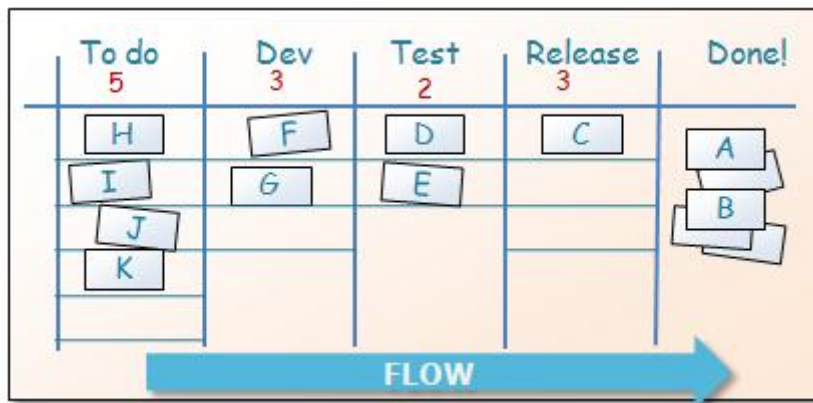 To do Dev Test Release Done!
5 3 2 3
H F D C A
I G E
J B
K
FLOW